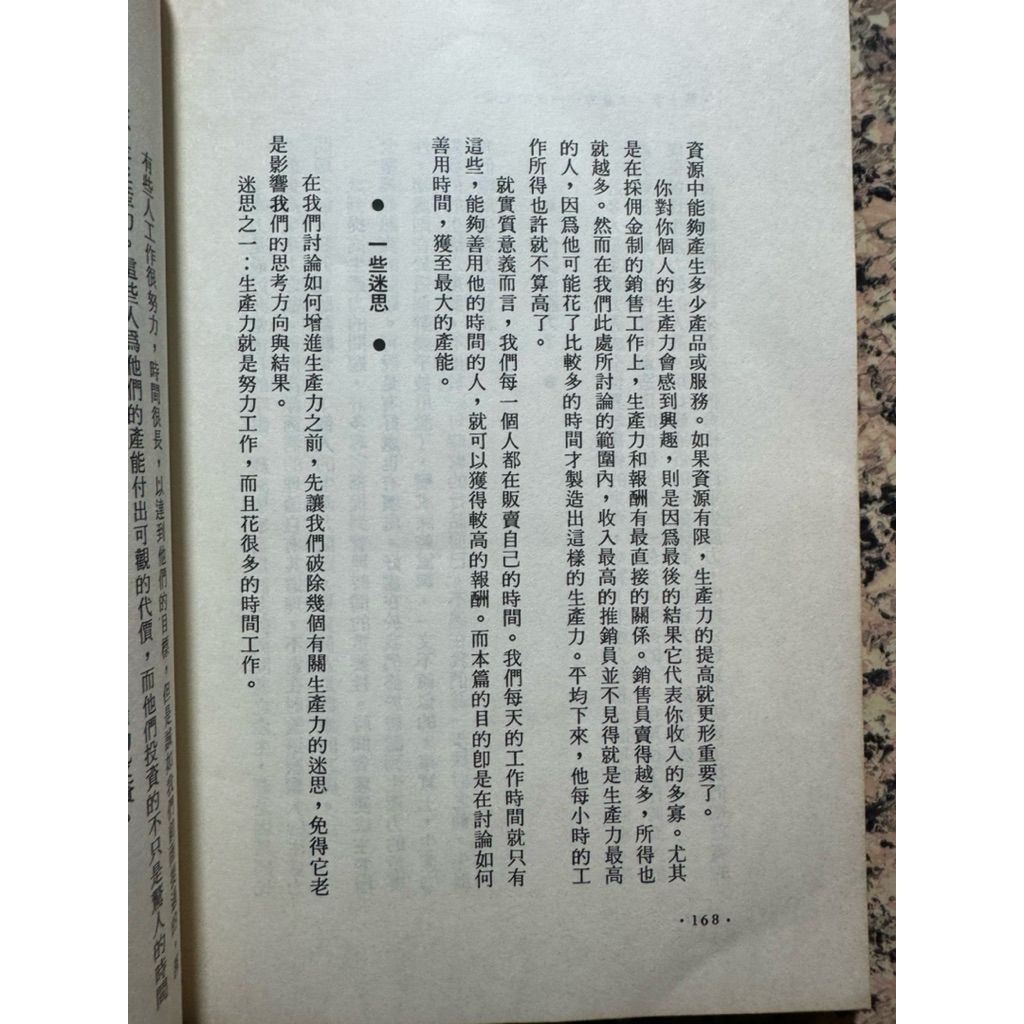 資源中能夠產生多少產品或服務。如果資源有限，生產力的提高就更形重要了。
你對你個人的生產力會感到興趣，則是因爲最後的結果它代表你收入的多寡。尤其
是在採佣金制的銷售工作上，生產力和報酬有最直接的關係。銷售員賣得越多，所得也
就越多。然而在我們此處所討論的範圍內，收入最高的推銷員並不見得就是生產力最高
的人，因爲他可能花了比較多的時間才製造出這樣的生產力。平均下來，他每小時的工
作所得也許就不算高了。
就實質意義而言，我們每一個人都在販賣自己的時間。我們每天的工作時間就只有
這些，能夠善用他的時間的人，就可以獲得較高的報酬。而本篇的目的卽是在討論如何
善用時間，獲至最大的產能。
● 一些迷思 ●
在我們討論如何增進生產力之前，先讓我們破除幾個有關生產力的迷思，免得它老
是影響我們的思考方向與結果。
迷思之一：生產力就是努力工作，而且花很多的時間工作。
·168·
有些人工作很努力，時間很長，以達到他們的目標，但是
生產力。這些人爲他們的產能付出可觀的代價，而他們投資的不只是驚人的時間